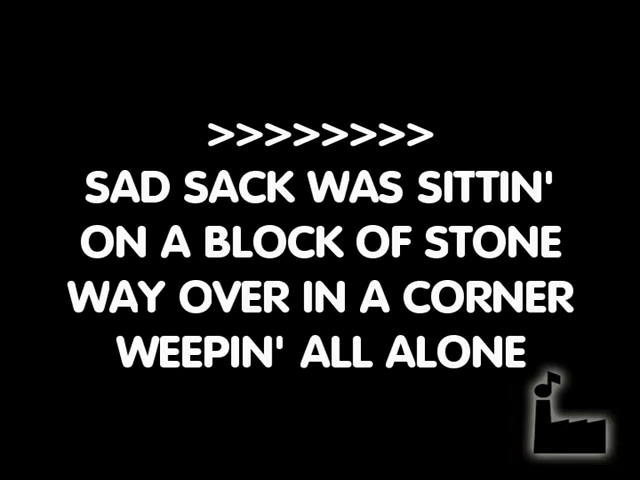 >>>>>>>>
SAD SACK WAS SITTIN'
ON A BLOCK OF STONE
WAY OVER IN A CORNER
WEEPIN' ALL ALONE